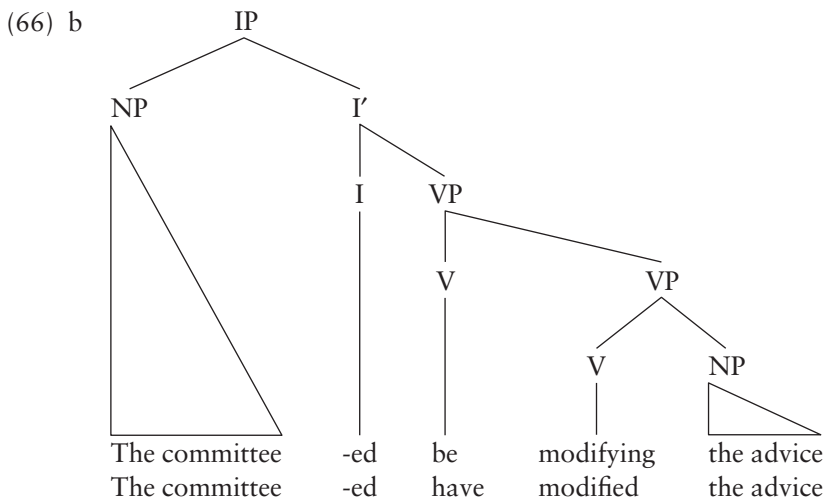 (66) b IP
NP I′
I VP
V VP
V NP
The committee -ed be modifying the advice
The committee -ed have modified the advice